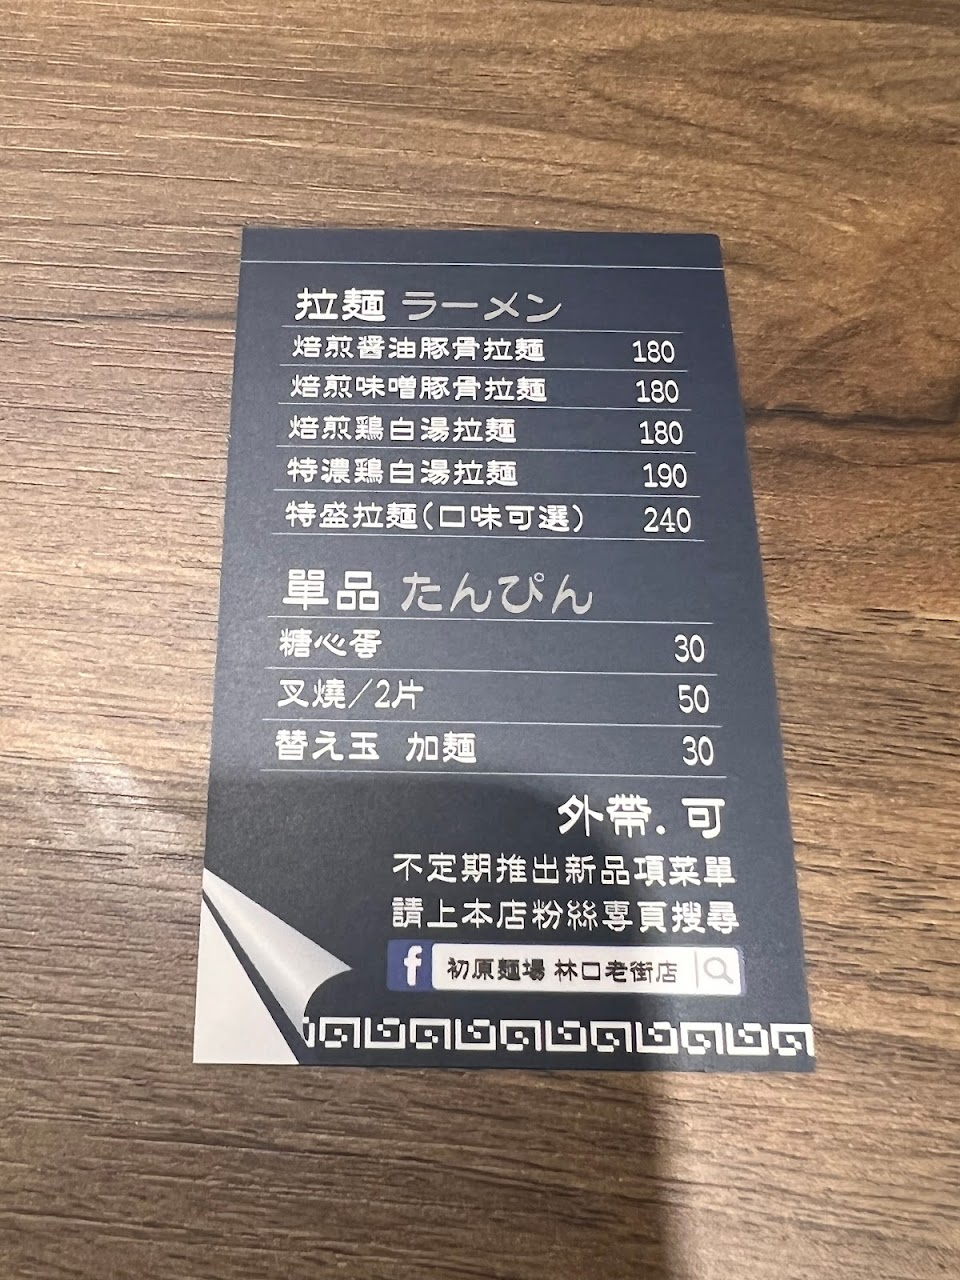 拉麵 ラーメン
焙煎醤油豚骨拉麵 180
焙煎味噌豚骨拉麵 180
焙煎鶏白湯拉麵 180
特濃鶏白湯拉麵 190
特盛拉麵(口味可選) 240
單品 たんぴん
糖心蛋 30
叉燒/2片 50
替え玉 加麵 30
外帶.可
不定期推出新品項菜單
請上本店粉絲專頁搜尋
f 初原麵場 林口老街店